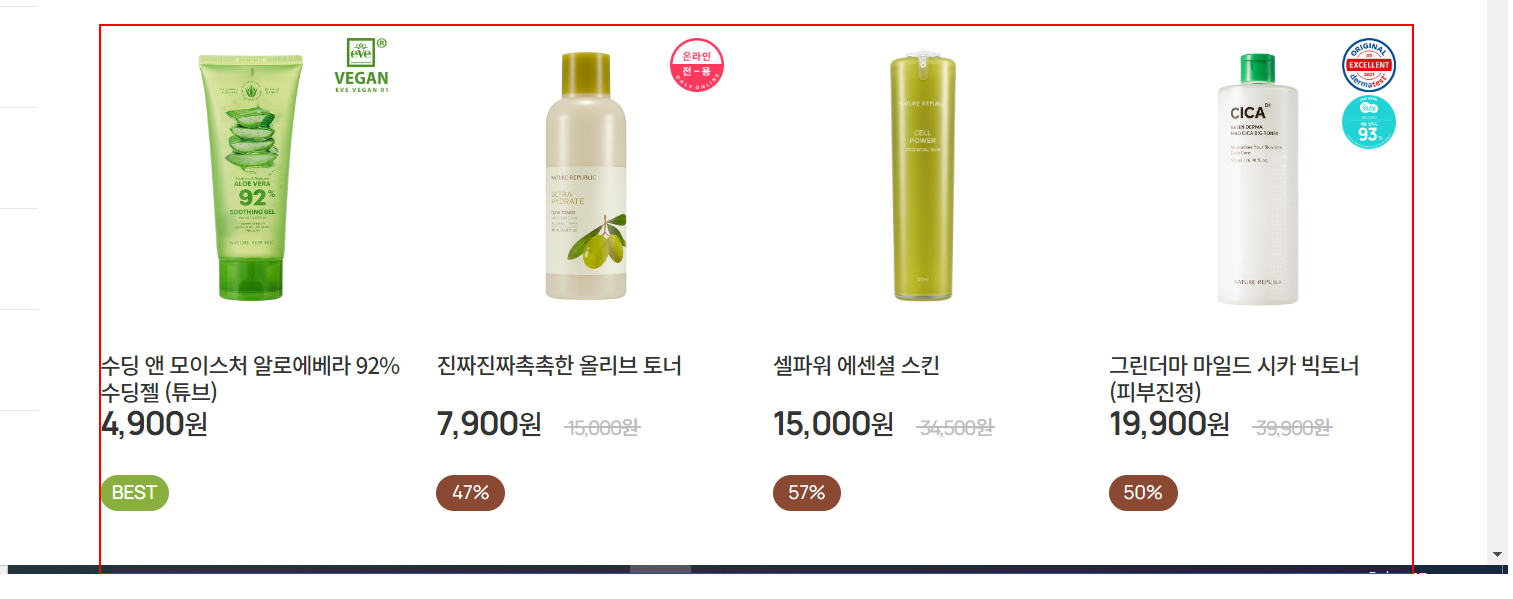 eve
®
VEGAN
EVE VEGAN 01
ALOE VERA
92%
SOOTHING GEL
NATURE REPUBLIC
온라인
전-용
ONLY ONLINE
NATURE REPUBLIC
ULTRA
HYDRATE
OLIVE TONER
NATURE REPUBLIC
CELL
POWER
ESSENTIAL SKIN
ORIGINAL
EXCELLENT
2021
dermatest
93%
CICA
GREEN DERMA
MILD CICA BIG TONER
NATURE REPUBLIC
수딩 앤 모이스처 알로에베라 92%
수딩젤 (튜브)
4,900원
BEST
진짜진짜촉촉한 올리브 토너
7,900원 15,000원
47%
셀파워 에센셜 스킨
15,000원 34,500원
57%
그린더마 마일드 시카 빅토너
(피부진정)
19,900원 39,900원
50%